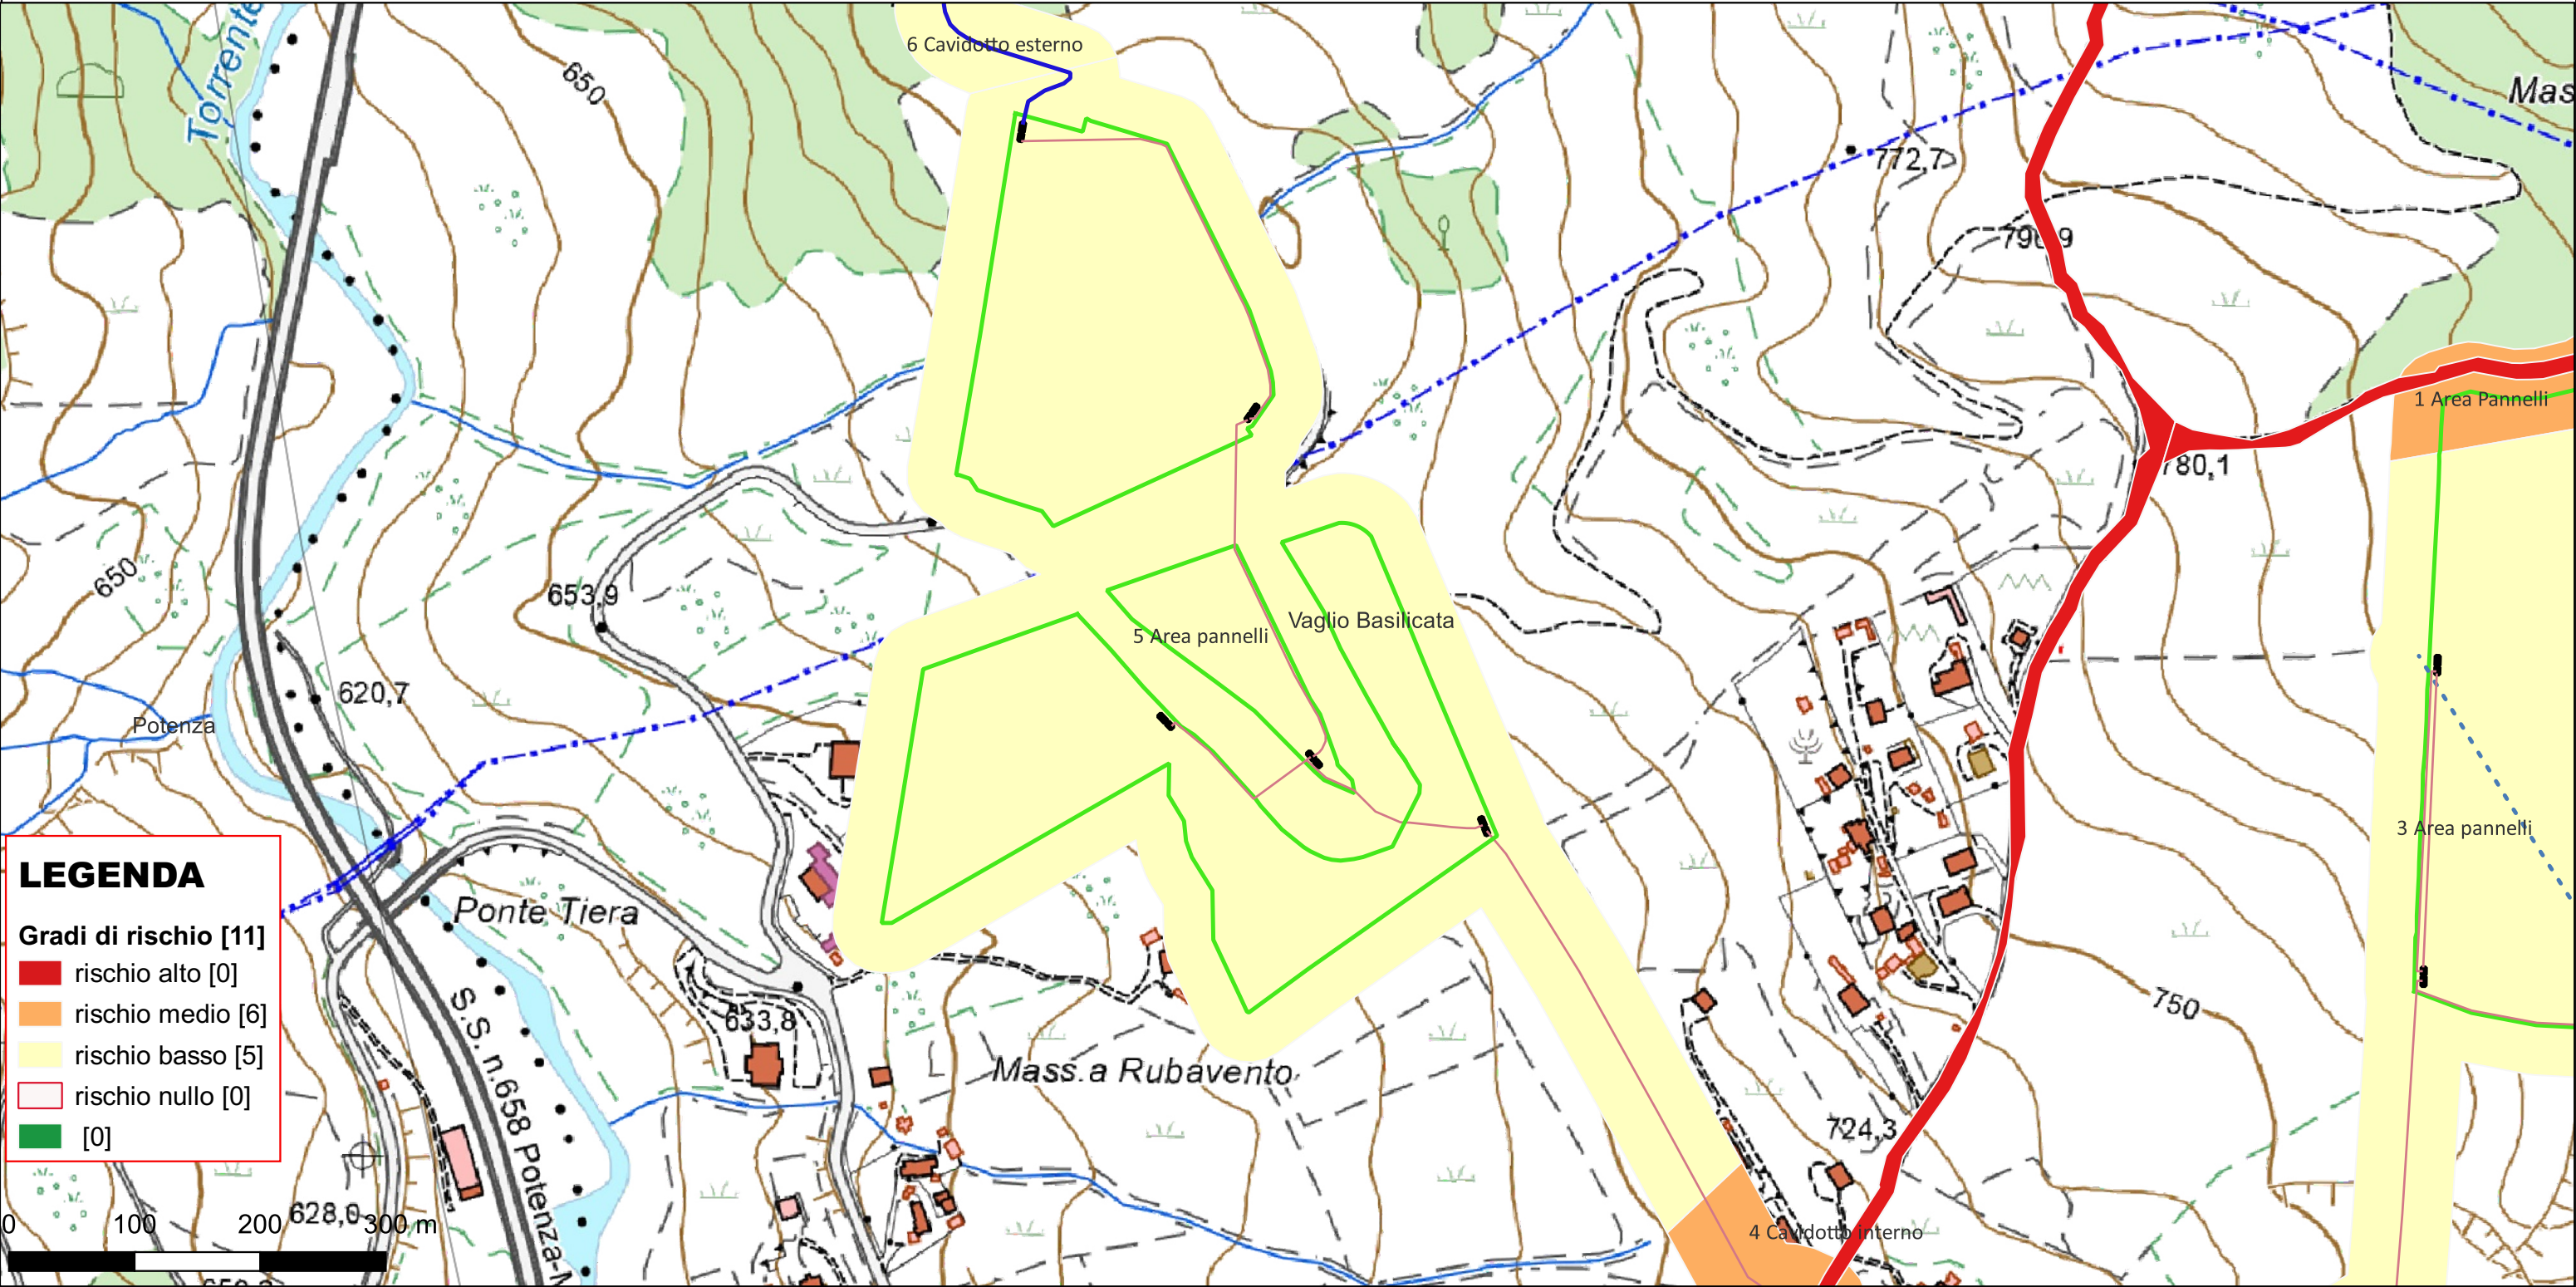 Torrente
650
6 Cavidotto esterno
Mas
772,7
790,9
1 Area Pannelli
780,1
650
653,9
5 Area pannelli
Vaglio Basilicata
620,7
Potenza
3 Area pannelli
Ponte Tiera
LEGENDA
Gradi di rischio [11]
rischio alto [0]
rischio medio [6]
rischio basso [5]
rischio nullo [0]
[0]
S.S. n.658 Potenza-M
633,8
Mass.a Rubavento
750
724,3
4 Cavidotto interno
628,0
0 100 200 300 m